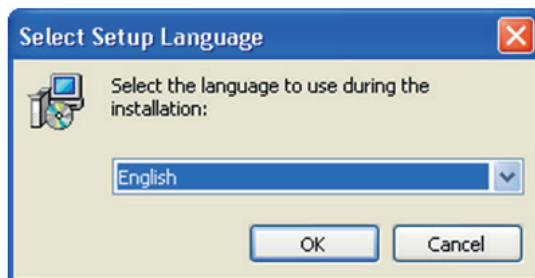 Select Setup Language
Select the language to use during the
installation:
English
OK
Cancel